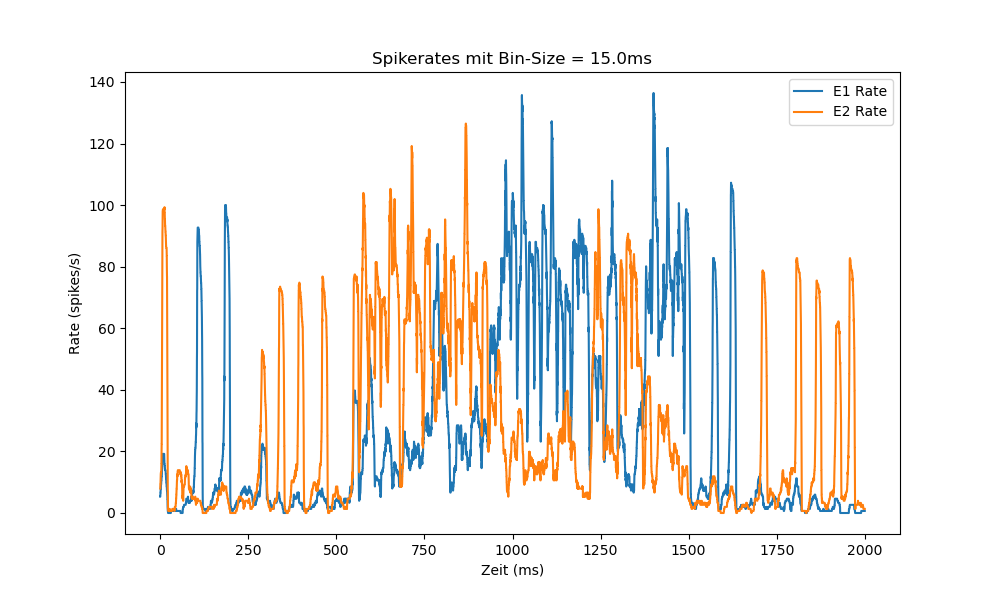 Spikerates mit Bin-Size = 15.0ms
E1 Rate
E2 Rate
Rate (spikes/s)
140
120
100
80
60
40
20
0
0 250 500 750 1000 1250 1500 1750 2000
Zeit (ms)